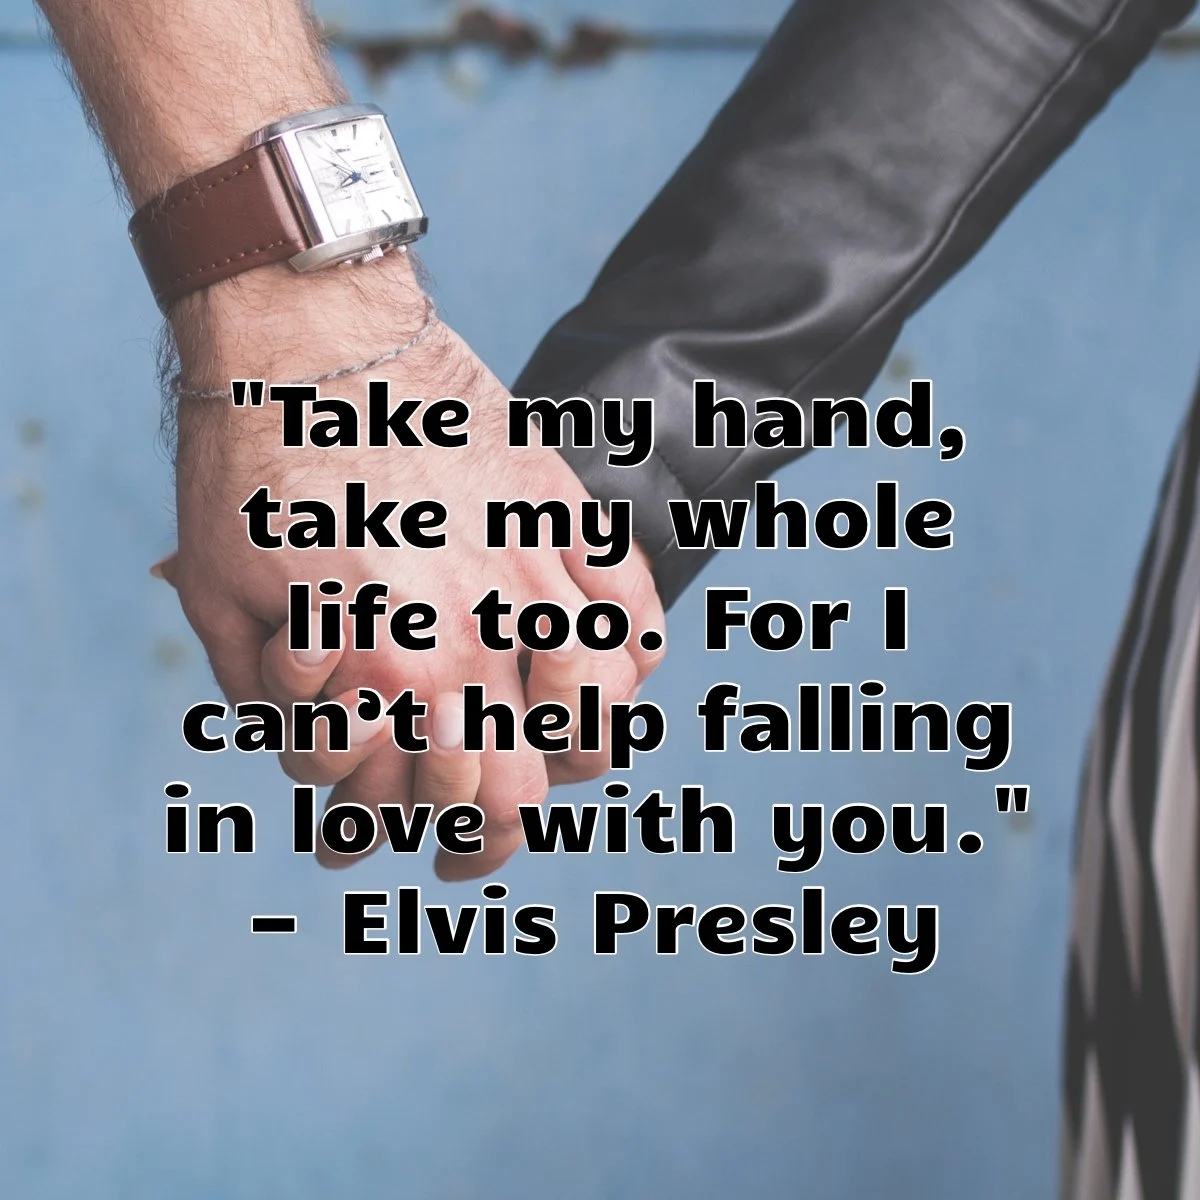 "Take my hand,
take my whole
life too. For I
can’t help falling
in love with you."
- Elvis Presley